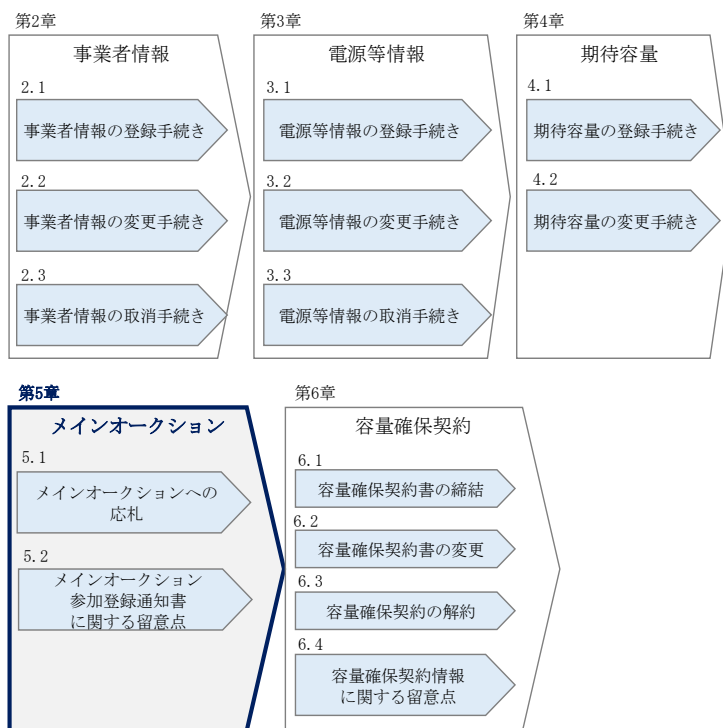 第2章
事業者情報
2.1
事業者情報の登録手続き
2.2
事業者情報の変更手続き
2.3
事業者情報の取消手続き
第3章
電源等情報
3.1
電源等情報の登録手続き
3.2
電源等情報の変更手続き
3.3
電源等情報の取消手続き
第4章
期待容量
4.1
期待容量の登録手続き
4.2
期待容量の変更手続き
第5章
メインオークション
5.1
メインオークションへの
応札
5.2
メインオークション
参加登録通知書
に関する留意点
第6章
容量確保契約
6.1
容量確保契約書の締結
6.2
容量確保契約書の変更
6.3
容量確保契約の解約
6.4
容量確保契約情報
に関する留意点